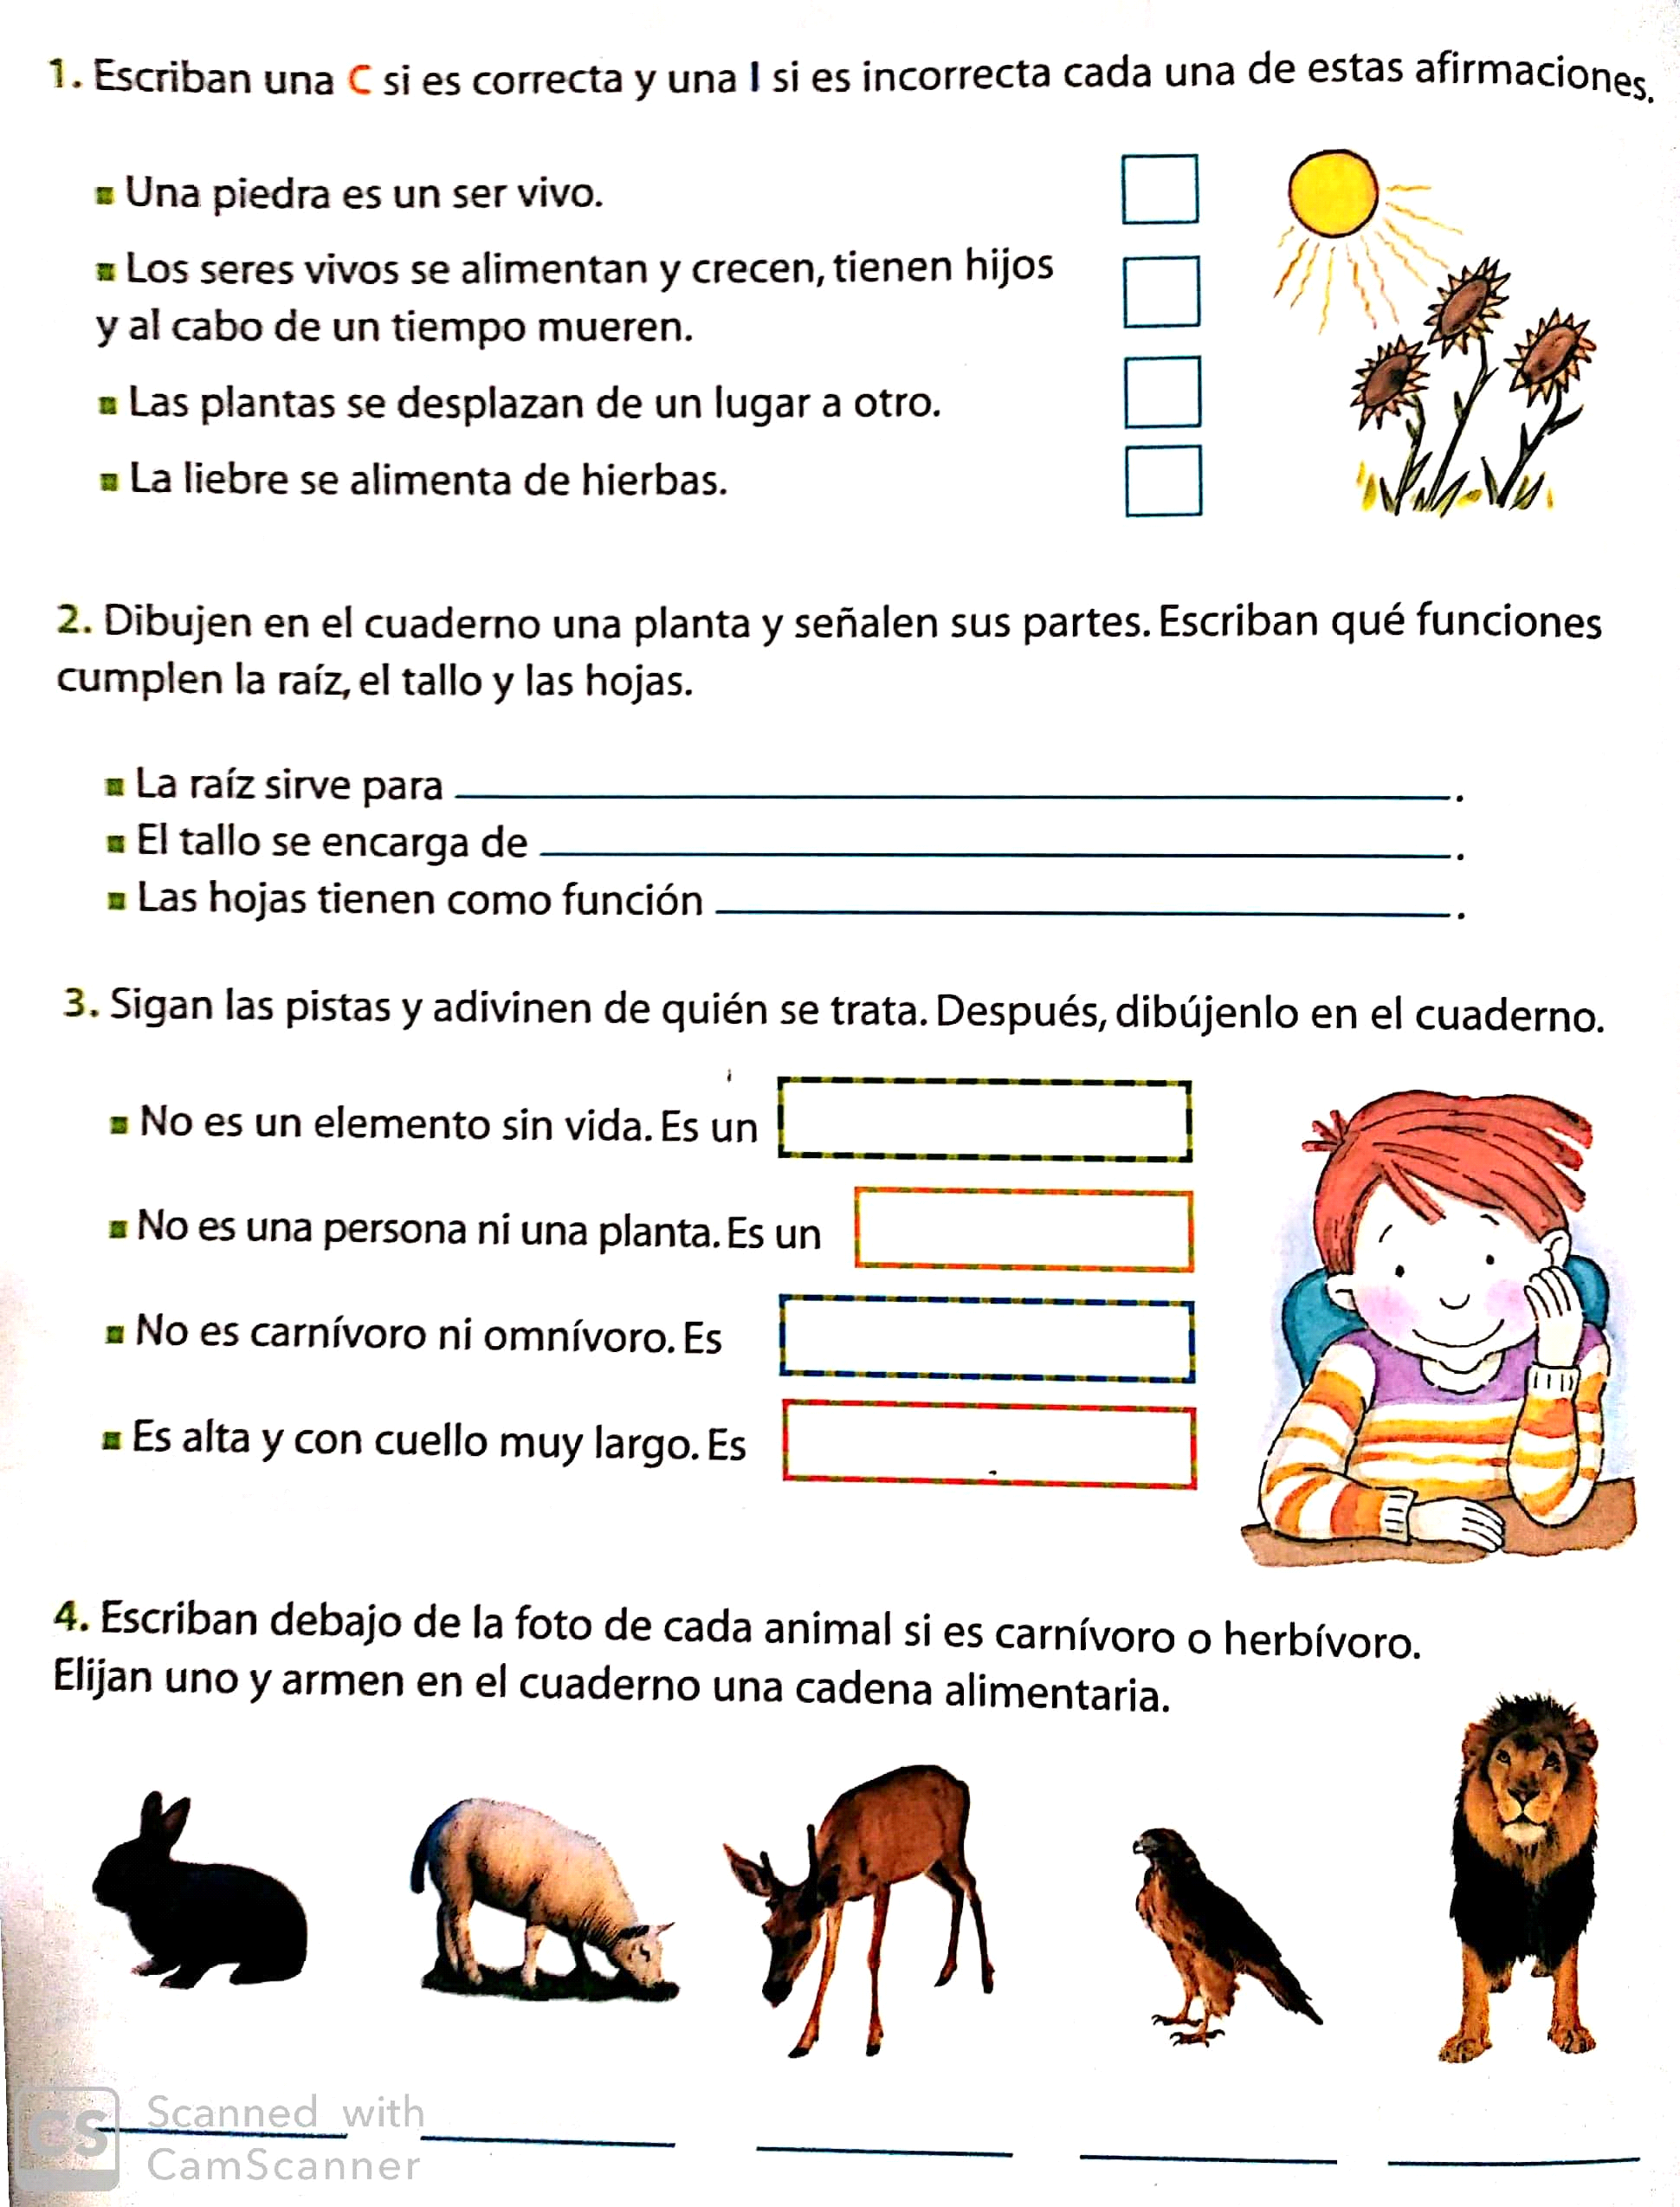 1. Escriban una C si es correcta y una I si es incorrecta cada una de estas afirmaciones.
Una piedra es un ser vivo.
Los seres vivos se alimentan y crecen, tienen hijos
y al cabo de un tiempo mueren.
Las plantas se desplazan de un lugar a otro.
La liebre se alimenta de hierbas.
2. Dibujen en el cuaderno una planta y señalen sus partes. Escriban qué funciones
cumplen la raíz, el tallo y las hojas.
La raíz sirve para .
El tallo se encarga de .
Las hojas tienen como función .
3. Sigan las pistas y adivinen de quién se trata. Después, dibújenlo en el cuaderno.
No es un elemento sin vida. Es un
No es una persona ni una planta. Es un
No es carnívoro ni omnívoro. Es
Es alta y con cuello muy largo. Es
4. Escriban debajo de la foto de cada animal si es carnívoro o herbívoro.
Elijan uno y armen en el cuaderno una cadena alimentaria.
CS
Scanned with
CamScanner